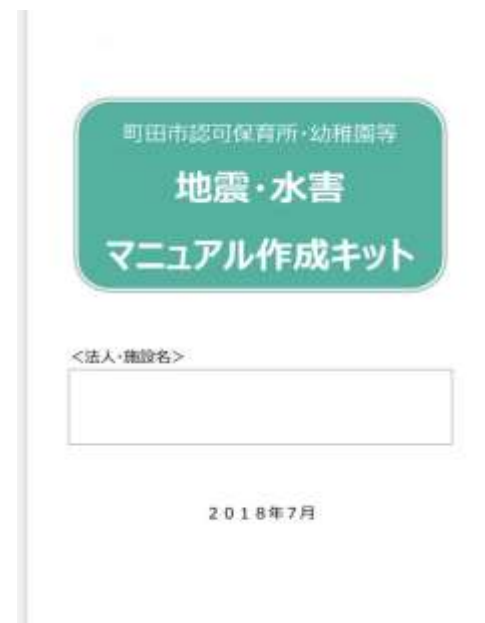 町田市認可保育所・幼稚園等
地震・水害
マニュアル作成キット
＜法人・施設名＞
２０１８年７月